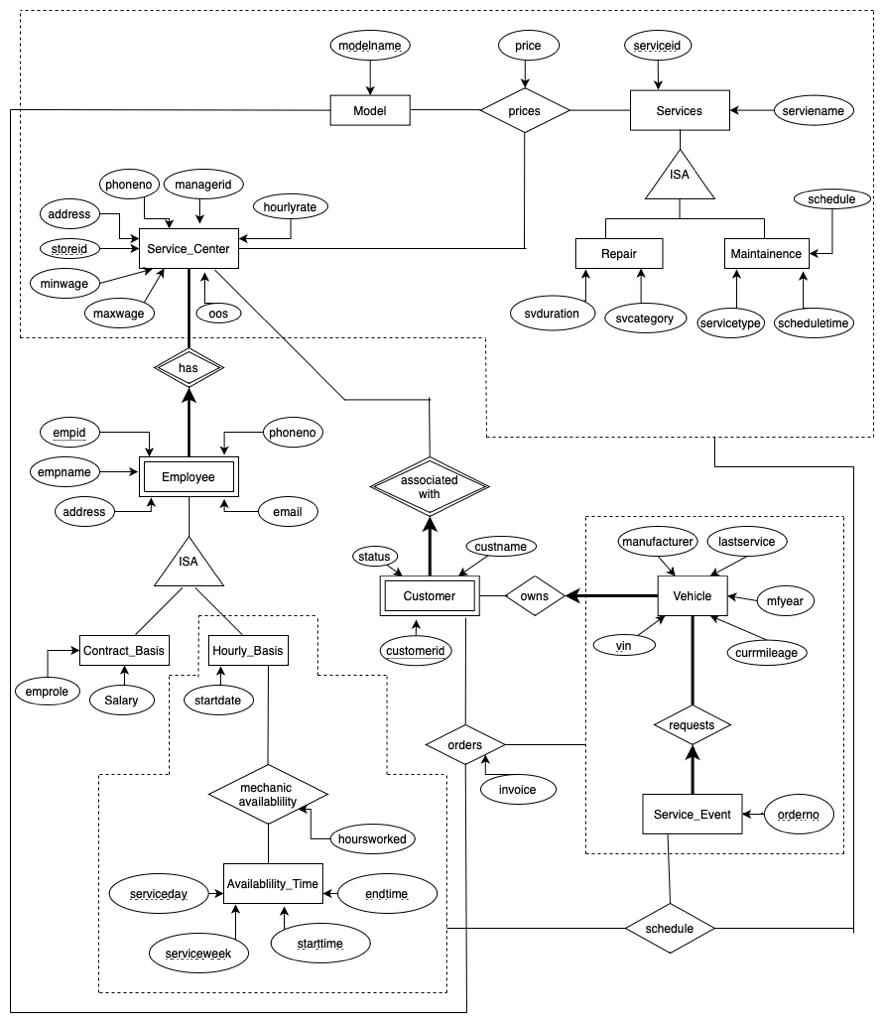 modelname
price
serviceid
Model
prices
Services
serviename
phoneno
managerid
ISA
address
hourlyrate
schedule
storeid
Service_Center
Repair
Maintainence
minwage
maxwage
oos
svduration
svcategory
servicetype
scheduletime
has
empid
phoneno
empname
Employee
associated
with
address
email
manufacturer
lastservice
status
custname
ISA
Customer
owns
Vehicle
mfyear
vin
currmileage
customerid
Contract_Basis
Hourly_Basis
emprole
Salary
startdate
requests
orders
mechanic
availablility
invoice
Service_Event
orderno
hoursworked
Availablility_Time
serviceday
endtime
serviceweek
starttime
schedule